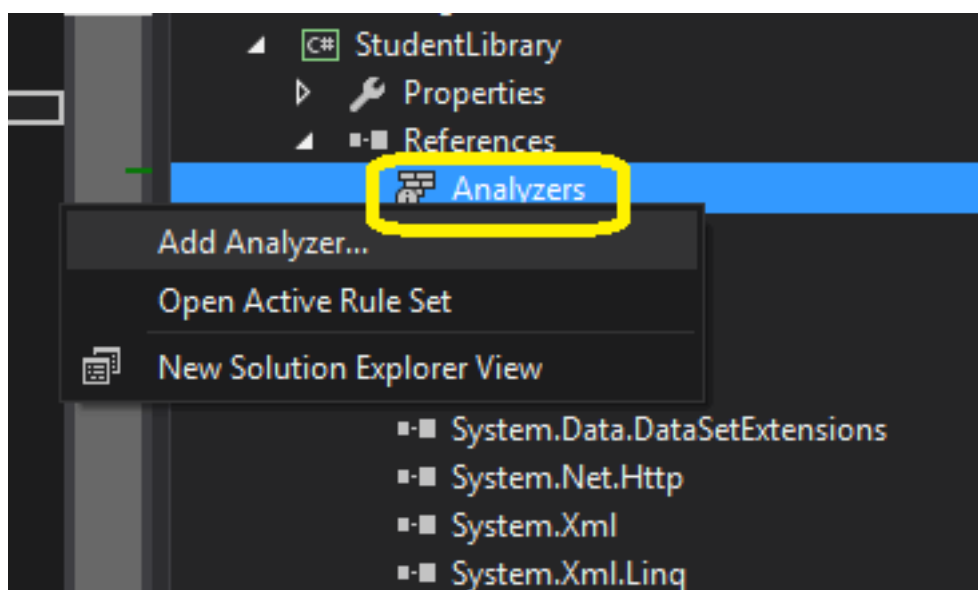 C# StudentLibrary
Properties
References
Analyzers
Add Analyzer...
Open Active Rule Set
New Solution Explorer View
System.Data.DataSetExtensions
System.Net.Http
System.Xml
System.Xml.Linq